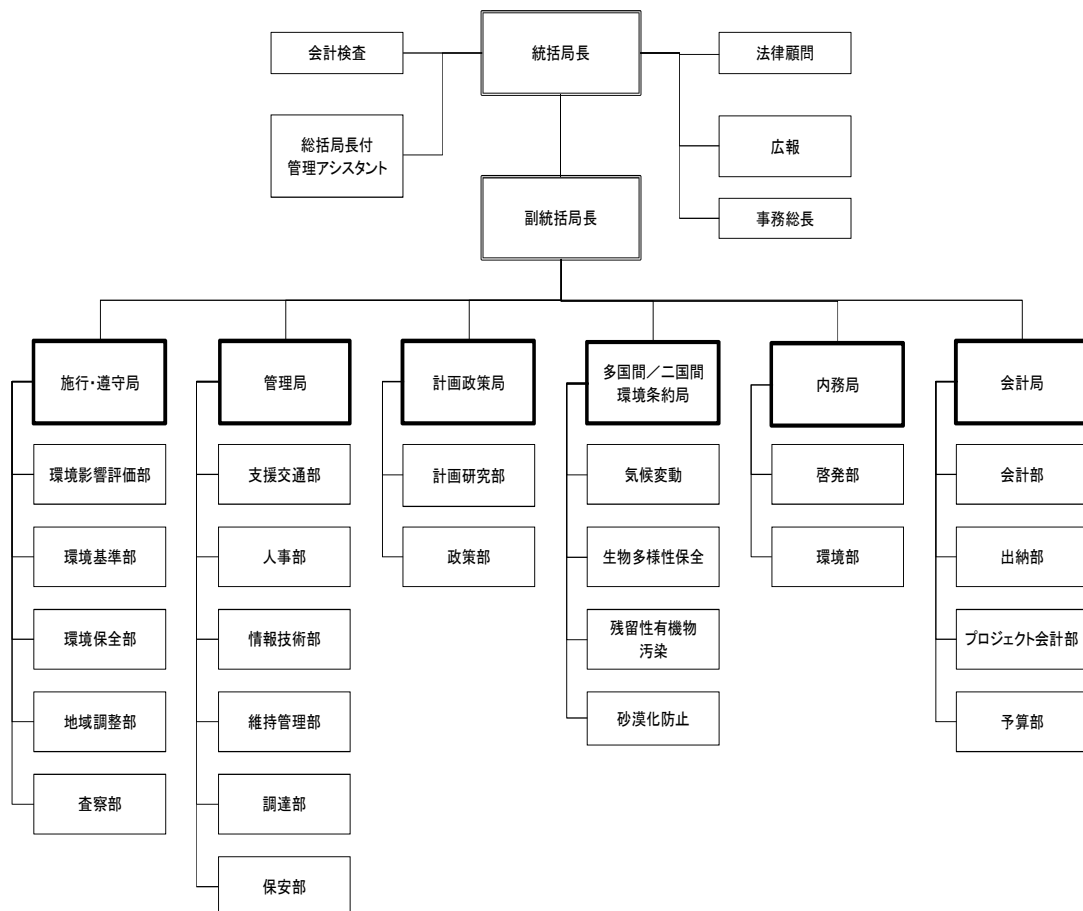 会計検査
統括局長
法律顧問
総括局長付
管理アシスタント
広報
副統括局長
事務総長
施行・遵守局
管理局
計画政策局
多国間／二国間
環境条約局
内務局
会計局
環境影響評価部
支援交通部
計画研究部
気候変動
啓発部
会計部
環境基準部
人事部
政策部
生物多様性保全
環境部
出納部
環境保全部
情報技術部
残留性有機物
汚染
プロジェクト会計部
地域調整部
維持管理部
砂漠化防止
予算部
査察部
調達部
保安部